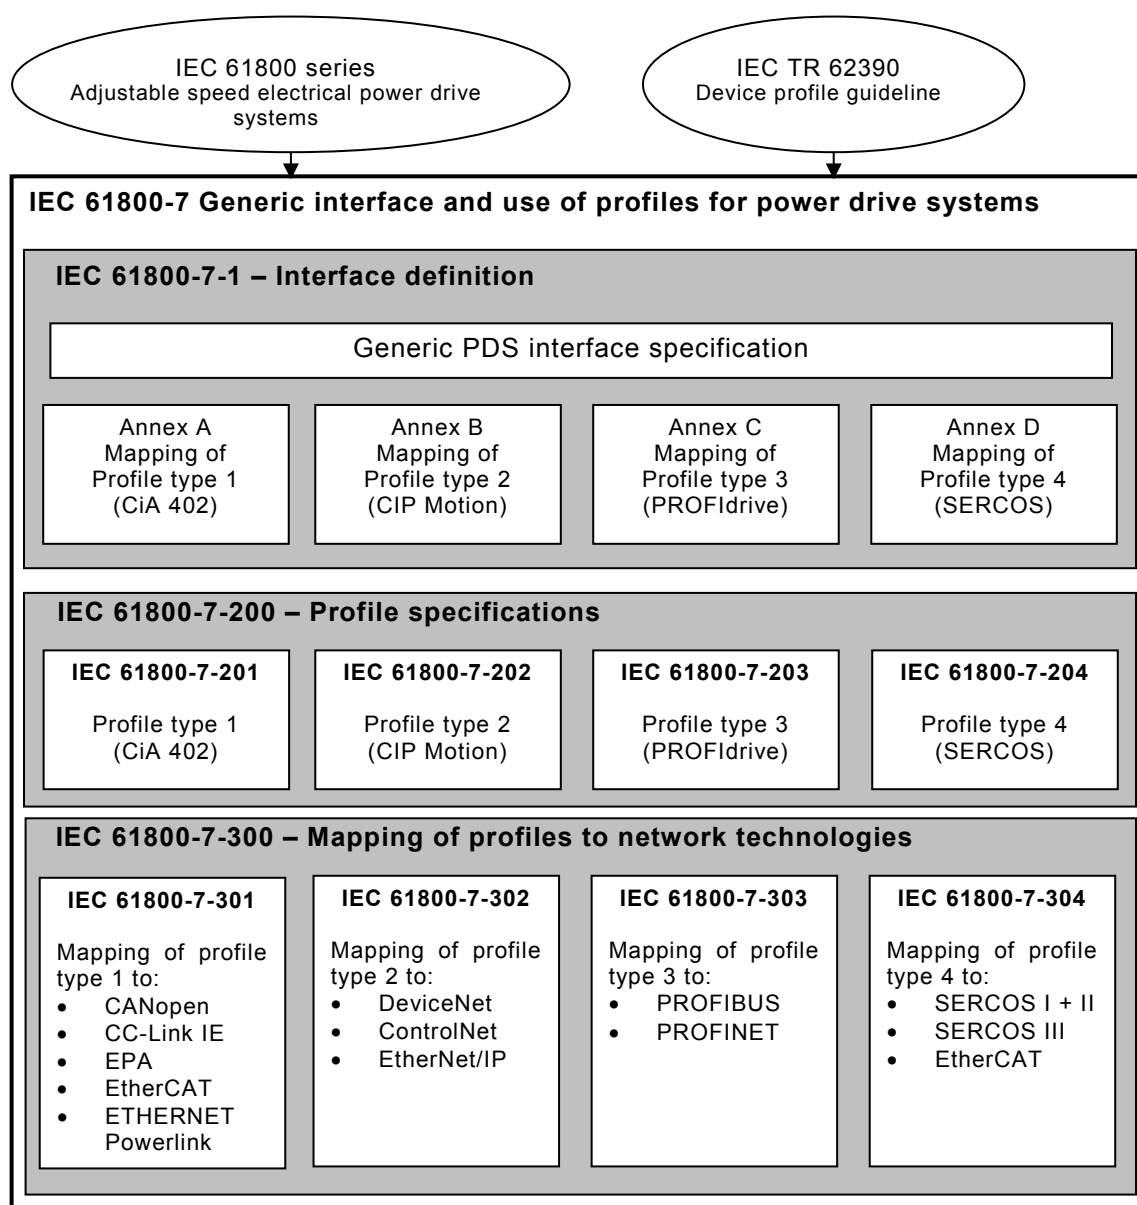 IEC 61800 series
Adjustable speed electrical power drive
systems
IEC TR 62390
Device profile guideline
IEC 61800-7 Generic interface and use of profiles for power drive systems
IEC 61800-7-1 – Interface definition
Generic PDS interface specification
Annex A
Mapping of
Profile type 1
(CiA 402)
Annex B
Mapping of
Profile type 2
(CIP Motion)
Annex C
Mapping of
Profile type 3
(PROFIdrive)
Annex D
Mapping of
Profile type 4
(SERCOS)
IEC 61800-7-200 – Profile specifications
IEC 61800-7-201
Profile type 1
(CiA 402)
IEC 61800-7-202
Profile type 2
(CIP Motion)
IEC 61800-7-203
Profile type 3
(PROFIdrive)
IEC 61800-7-204
Profile type 4
(SERCOS)
IEC 61800-7-300 – Mapping of profiles to network technologies
IEC 61800-7-301
Mapping of profile
type 1 to:
• CANopen
• CC-Link IE
• EPA
• EtherCAT
• ETHERNET
Powerlink
IEC 61800-7-302
Mapping of profile
type 2 to:
• DeviceNet
• ControlNet
• EtherNet/IP
IEC 61800-7-303
Mapping of profile
type 3 to:
• PROFIBUS
• PROFINET
IEC 61800-7-304
Mapping of profile
type 4 to:
• SERCOS I + II
• SERCOS III
• EtherCAT